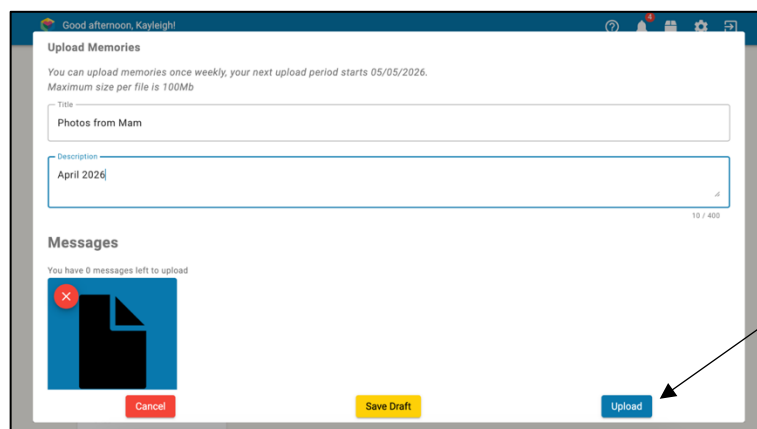 Good afternoon, Kayleigh!
4
Upload Memories
You can upload memories once weekly, your next upload period starts 05/05/2026.
Maximum size per file is 100Mb
Title
Photos from Mam
Description
April 2026
10 / 400
Messages
You have 0 messages left to upload
Cancel
Save Draft
Upload